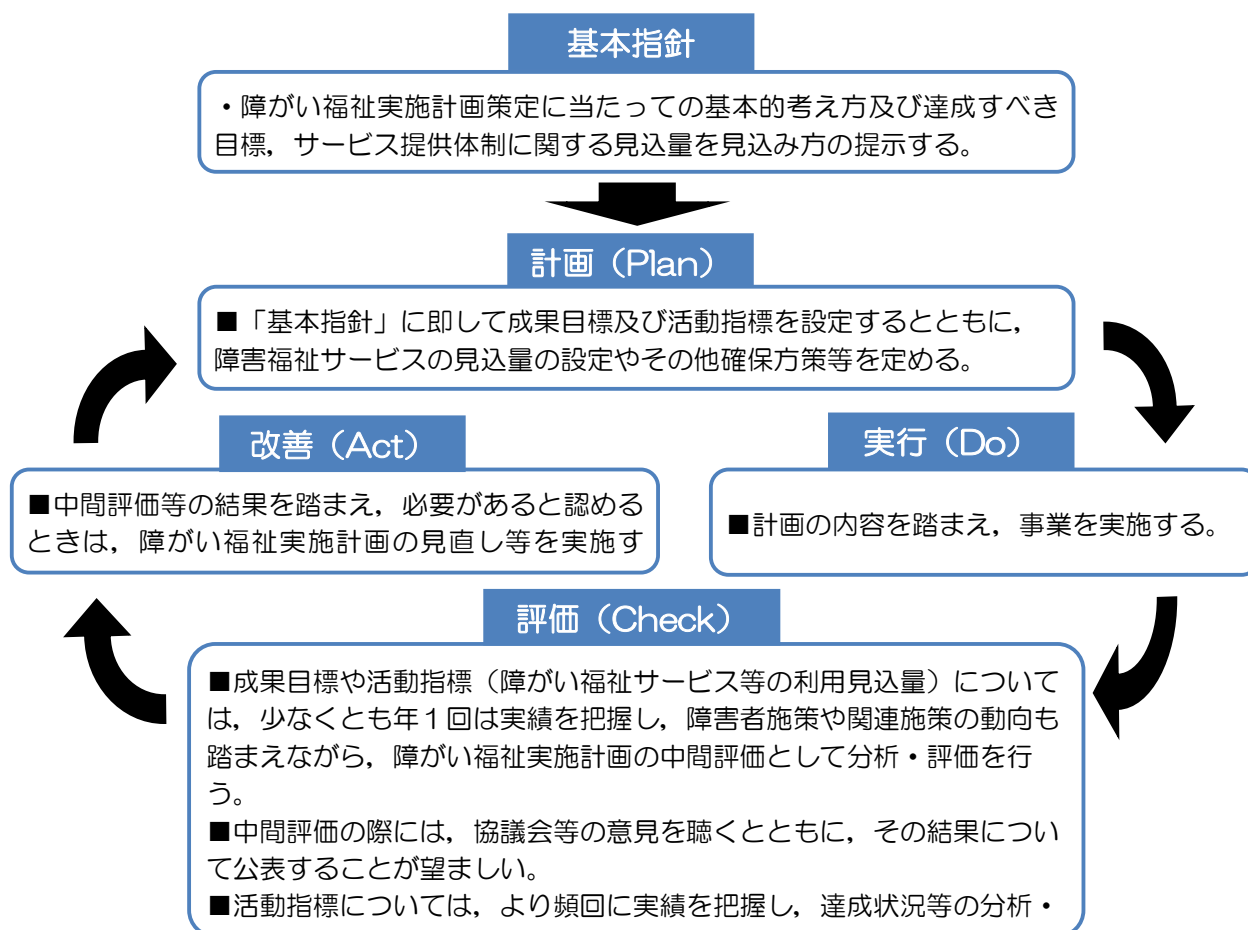 基本指針
・障がい福祉実施計画策定に当たっての基本的考え方及び達成すべき
目標，サービス提供体制に関する見込量を見込み方の提示する。
計画（Plan）
■「基本指針」に即して成果目標及び活動指標を設定するとともに，
障害福祉サービスの見込量の設定やその他確保方策等を定める。
改善（Act）
■中間評価等の結果を踏まえ，必要があると認める
ときは，障がい福祉実施計画の見直し等を実施す
実行（Do）
■計画の内容を踏まえ，事業を実施する。
評価（Check）
■成果目標や活動指標（障がい福祉サービス等の利用見込量）について
は，少なくとも年１回は実績を把握し，障害者施策や関連施策の動向も
踏まえながら，障がい福祉実施計画の中間評価として分析・評価を行
う。
■中間評価の際には，協議会等の意見を聴くとともに，その結果につい
て公表することが望ましい。
■活動指標については，より頻回に実績を把握し，達成状況等の分析・